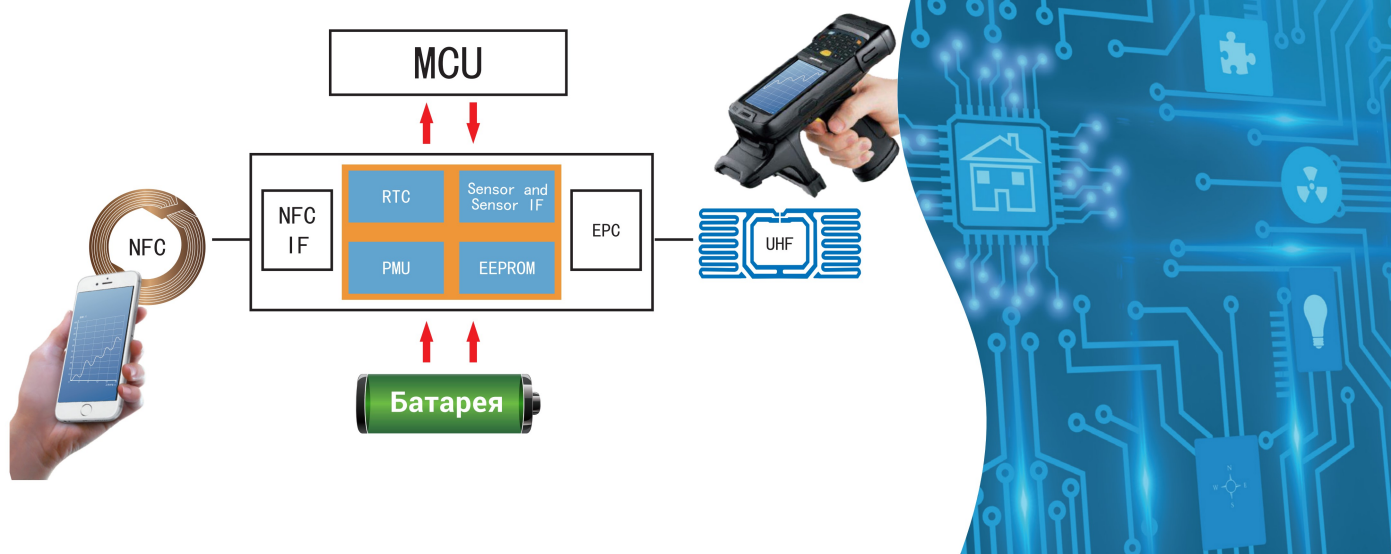 MCU
RTC
Sensor and
Sensor IF
NFC
IF
EPC
NFC
UHF
PMU
EEPROM
Батарея